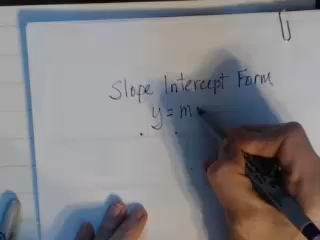 Slope Intercept Form
y = m